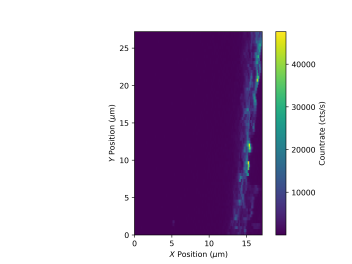 25
20
15
10
5
0
0 5 10 15
X Position (μm)
Y Position (μm)
40000
30000
20000
10000
Countrate (cts/s)